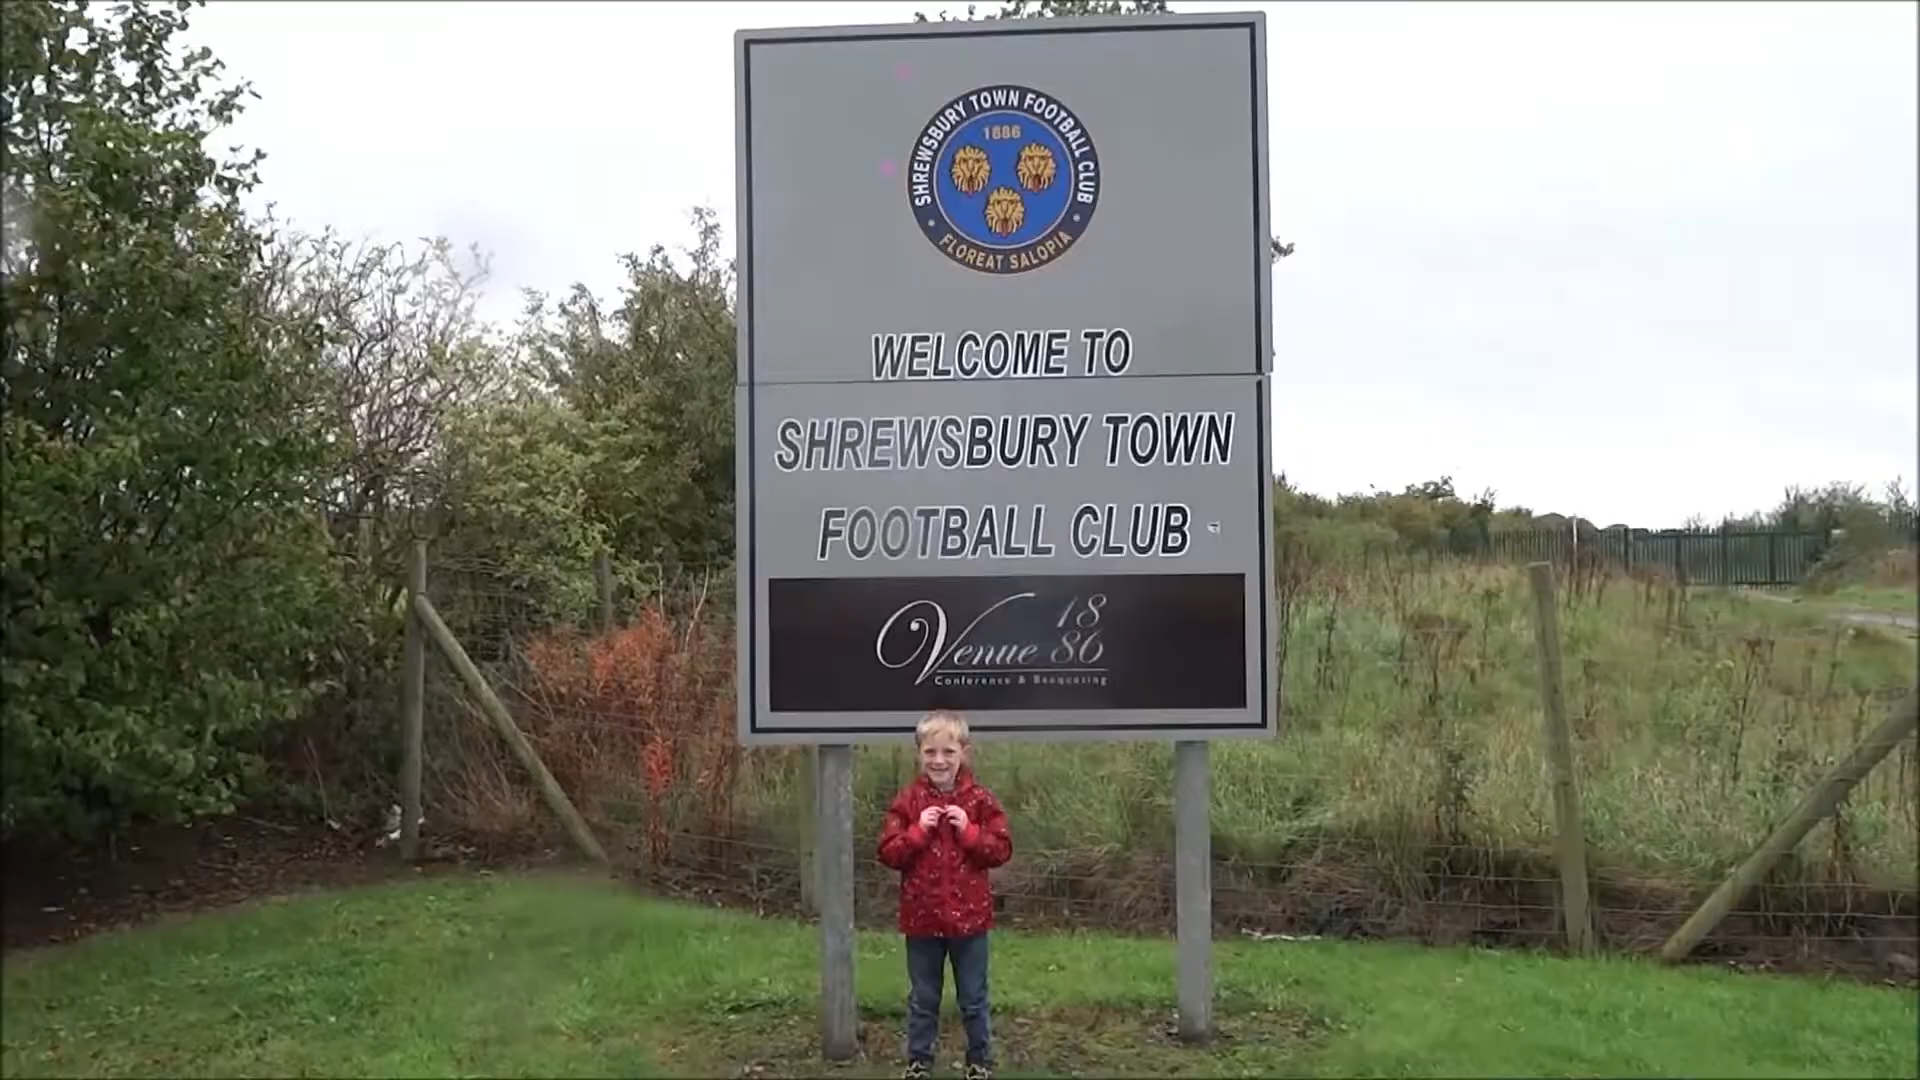 SHREWSBURY TOWN FOOTBALL CLUB
1886
FLOREAT SALOPIA
WELCOME TO
SHREWSBURY TOWN
FOOTBALL CLUB
Venue 18
86
Conference & Banqueting